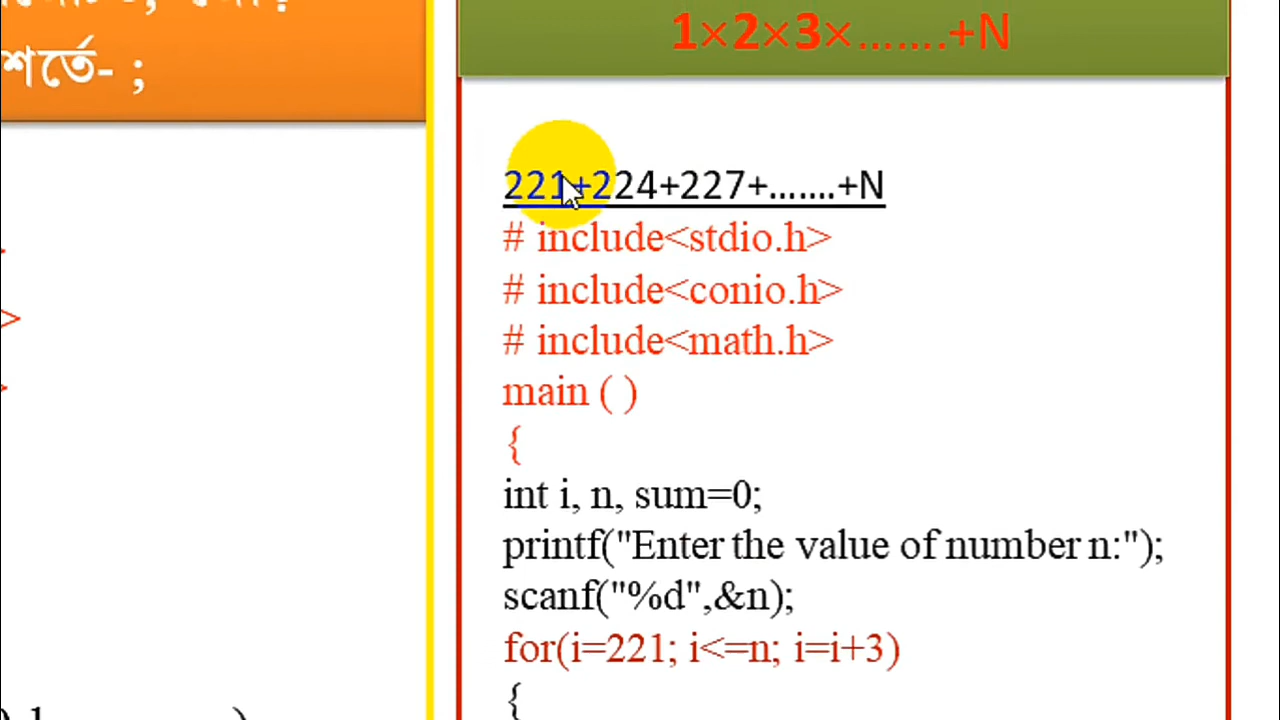 শর্তে- ;
>
1×2×3×.......+N
221+224+227+.......+N
# include<stdio.h>
# include<conio.h>
# include<math.h>
main ( )
{
int i, n, sum=0;
printf("Enter the value of number n:");
scanf("%d",&n);
for(i=221; i<=n; i=i+3)
{